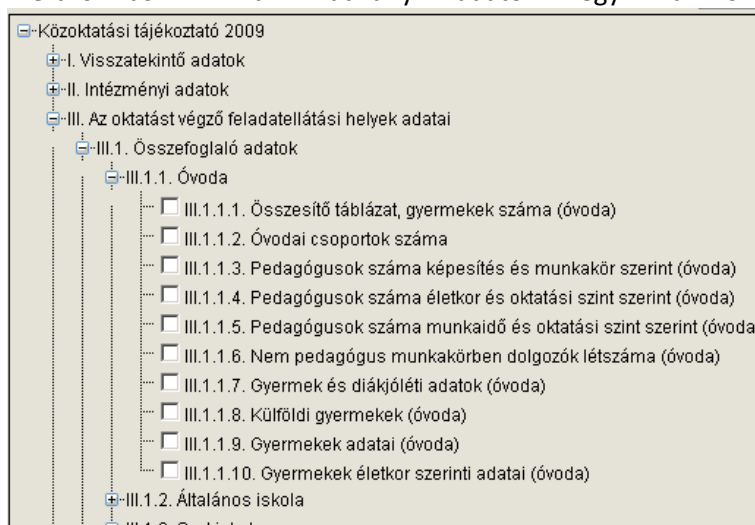 Közoktatási tájékoztató 2009
I. Visszatekintő adatok
II. Intézményi adatok
III. Az oktatást végző feladatellátási helyek adatai
III.1. Összefoglaló adatok
III.1.1. Óvoda
III.1.1.1. Összesítő táblázat, gyermekek száma (óvoda)
III.1.1.2. Óvodai csoportok száma
III.1.1.3. Pedagógusok száma képesítés és munkakör szerint (óvoda)
III.1.1.4. Pedagógusok száma életkor és oktatási szint szerint (óvoda)
III.1.1.5. Pedagógusok száma munkaidő és oktatási szint szerint (óvoda
III.1.1.6. Nem pedagógus munkakörben dolgozók létszáma (óvoda)
III.1.1.7. Gyermek és diákjóléti adatok (óvoda)
III.1.1.8. Külföldi gyermekek (óvoda)
III.1.1.9. Gyermekek adatai (óvoda)
III.1.1.10. Gyermekek életkor szerinti adatai (óvoda)
III.1.2. Általános iskola